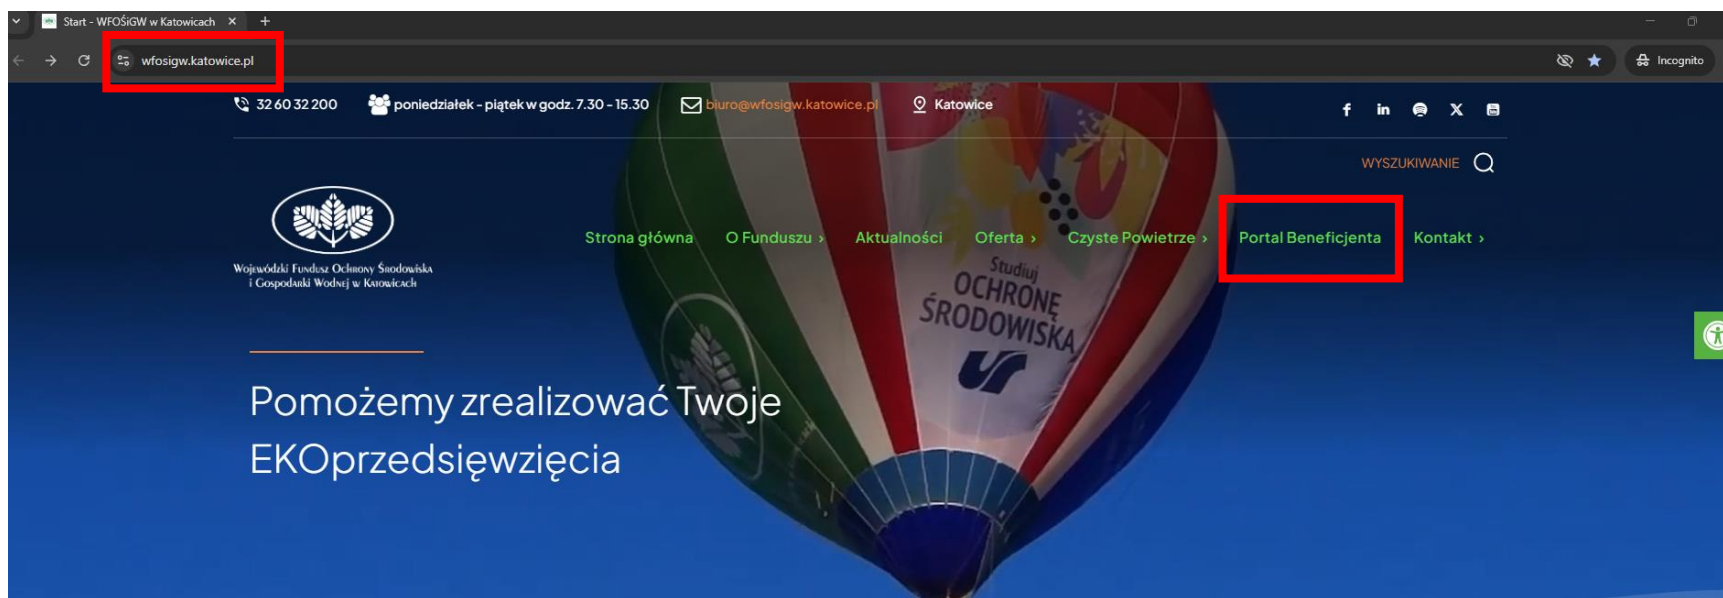 Start - WFOŚiGW w Katowicach
wfosigw.katowice.pl
Incognito
32 60 32 200
poniedziałek - piątek w godz. 7.30 - 15.30
biuro@wfosigw.katowice.pl
Katowice
WYSZUKIWANIE
Wojewódzki Fundusz Ochrony Środowiska
i Gospodarki Wodnej w Katowicach
Strona główna
O Funduszu ›
Aktualności
Oferta ›
Czyste Powietrze ›
Portal Beneficjenta
Kontakt ›
Studiuj
OCHRONĘ
ŚRODOWISKA
Pomożemy zrealizować Twoje
EKOprzedsięwzięcia